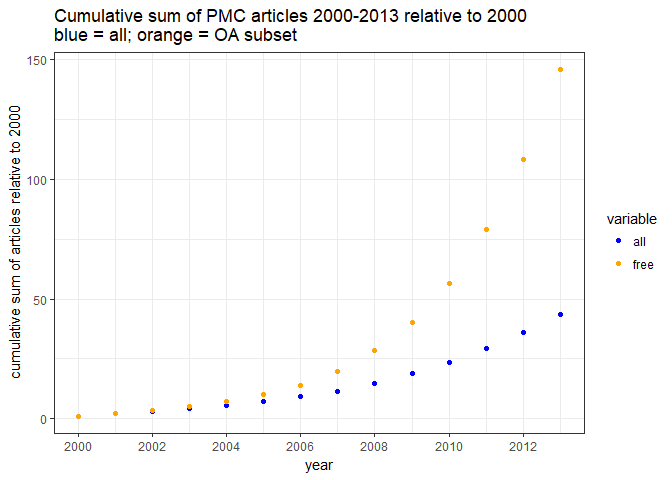 Cumulative sum of PMC articles 2000-2013 relative to 2000
blue = all; orange = OA subset
cumulative sum of articles relative to 2000
150
100
50
0
2000 2002 2004 2006 2008 2010 2012
year
variable
all
free